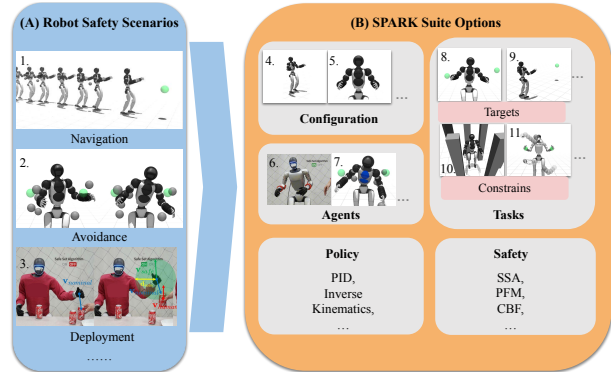 (A) Robot Safety Scenarios
1.
Navigation
2.
Avoidance
3.
Deployment
……
(B) SPARK Suite Options
4.
5.
…
Configuration
6.
7.
…
Agents
8.
9.
…
Targets
10.
11.
Constrains
Tasks
Policy
PID,
Inverse
Kinematics,
…
Safety
SSA,
PFM,
CBF,
…